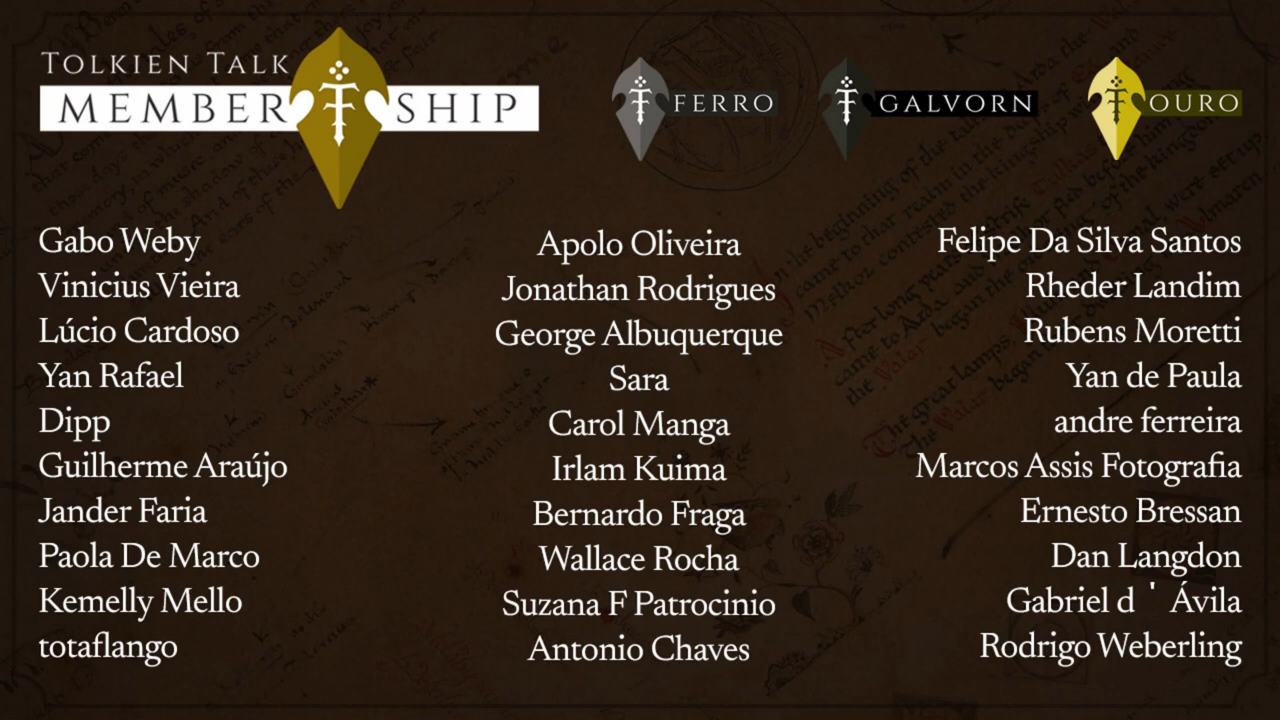 TOLKIEN TALK
MEMBERSHIP
FERRO
GALVORN
OURO
Gabo Weby
Vinicius Vieira
Lúcio Cardoso
Yan Rafael
Dipp
Guilherme Araújo
Jander Faria
Paola De Marco
Kemelly Mello
totaflango
Apolo Oliveira
Jonathan Rodrigues
George Albuquerque
Sara
Carol Manga
Irlam Kuima
Bernardo Fraga
Wallace Rocha
Suzana F Patrocinio
Antonio Chaves
Felipe Da Silva Santos
Rheder Landim
Rubens Moretti
Yan de Paula
andre ferreira
Marcos Assis Fotografia
Ernesto Bressan
Dan Langdon
Gabriel d ' Ávila
Rodrigo Weberling